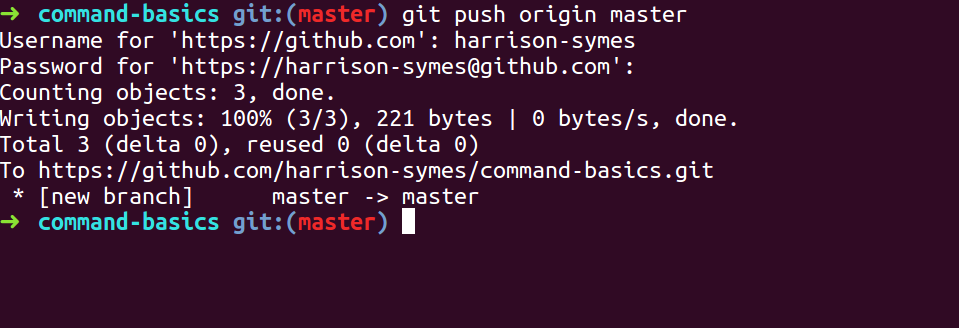 ➜ command-basics git:(master) git push origin master
Username for 'https://github.com': harrison-symes
Password for 'https://harrison-symes@github.com':
Counting objects: 3, done.
Writing objects: 100% (3/3), 221 bytes | 0 bytes/s, done.
Total 3 (delta 0), reused 0 (delta 0)
To https://github.com/harrison-symes/command-basics.git
 * [new branch]      master -> master
➜ command-basics git:(master)